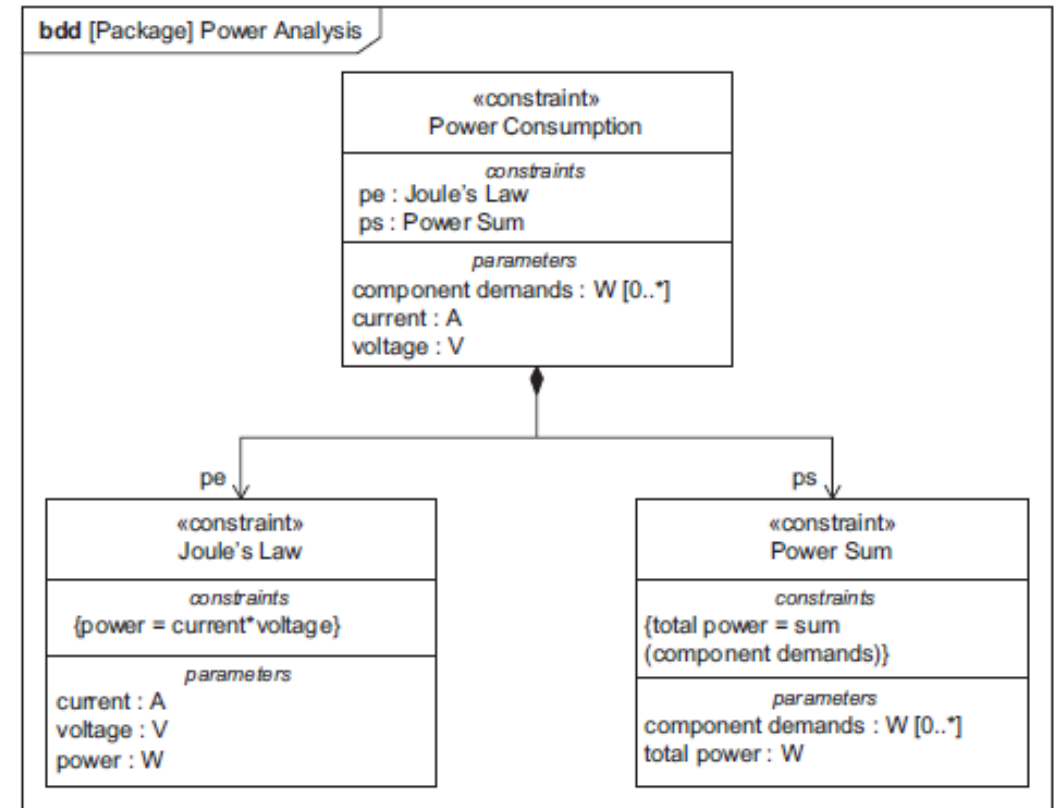 bdd [Package] Power Analysis
«constraint»
Power Consumption
constraints
pe : Joule's Law
ps : Power Sum
parameters
component demands : W [0..*]
current : A
voltage : V
pe
ps
«constraint»
Joule's Law
constraints
{power = current*voltage}
parameters
current : A
voltage : V
power : W
«constraint»
Power Sum
constraints
{total power = sum
(component demands)}
parameters
component demands : W [0..*]
total power : W